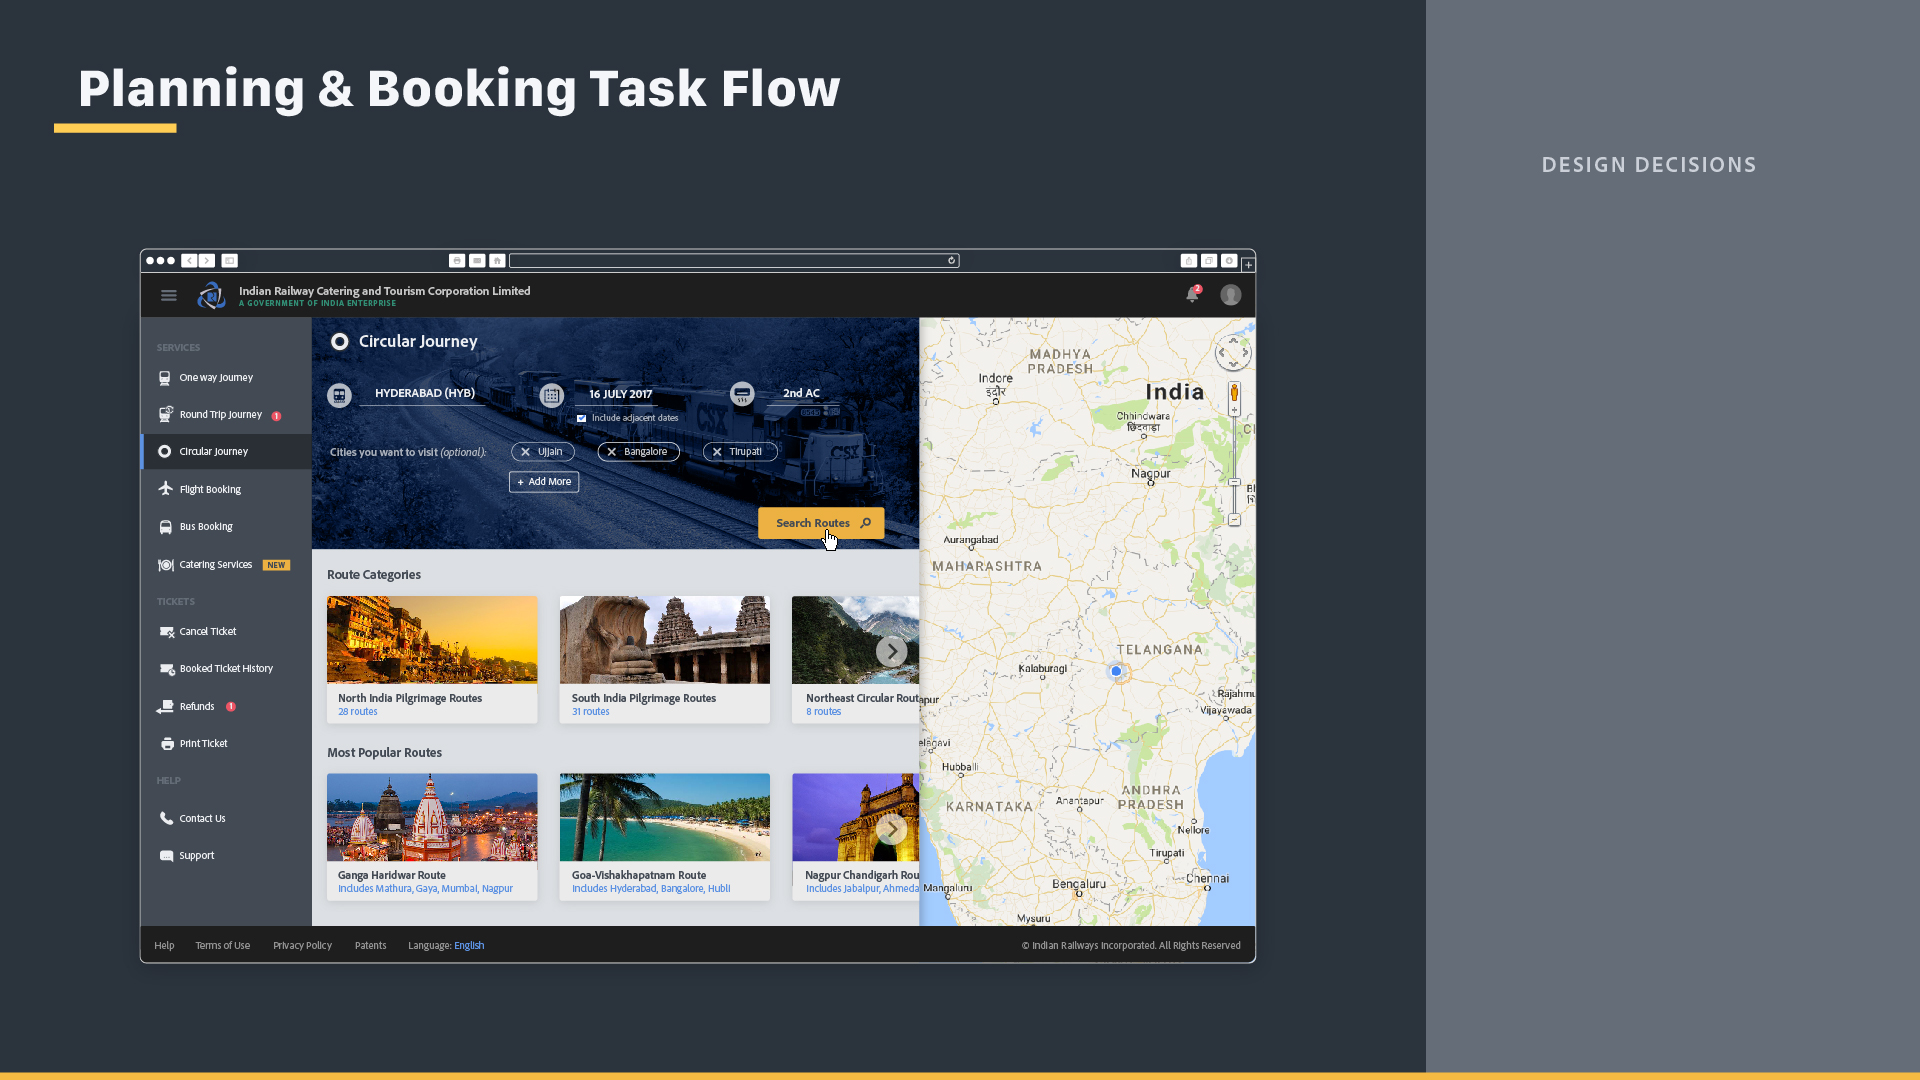 Planning & Booking Task Flow
DESIGN DECISIONS
Indian Railway Catering and Tourism Corporation Limited
A GOVERNMENT OF INDIA ENTERPRISE
2
SERVICES
One way Journey
Round Trip Journey 1
Circular Journey
Flight Booking
Bus Booking
Catering Services NEW
TICKETS
Cancel Ticket
Booked Ticket History
Refunds 1
Print Ticket
HELP
Contact Us
Support
Circular Journey
HYDERABAD (HYB)
16 JULY 2017
2nd AC
Include adjacent dates
CSX
CSX
Cities you want to visit (optional):
Ujjain
Bangalore
Tirupati
+ Add More
Search Routes
Route Categories
North India Pilgrimage Routes
28 routes
South India Pilgrimage Routes
31 routes
Northeast Circular Rout
8 routes
Most Popular Routes
Ganga Haridwar Route
Includes Mathura, Gaya, Mumbai, Nagpur
Goa-Vishakhapatnam Route
Includes Hyderabad, Bangalore, Hubli
Nagpur Chandigarh Rou
Includes Jabalpur, Ahmeda
MADHYA
PRADESH
Indore
इंदौर
India
Chhindwara
छिंदवाड़ा
Nagpur
Aurangabad
MAHARASHTRA
TELANGANA
Kalaburagi
apur
Rajahmu
Vijayawada
elagavi
Hubballi
KARNATAKA
Anantapur
ANDHRA
PRADESH
Nellore
Tirupati
Chennai
Mangaluru
Bengaluru
Mysuru
Help
Terms of Use
Privacy Policy
Patents
Language: English
© Indian Railways Incorporated. All Rights Reserved